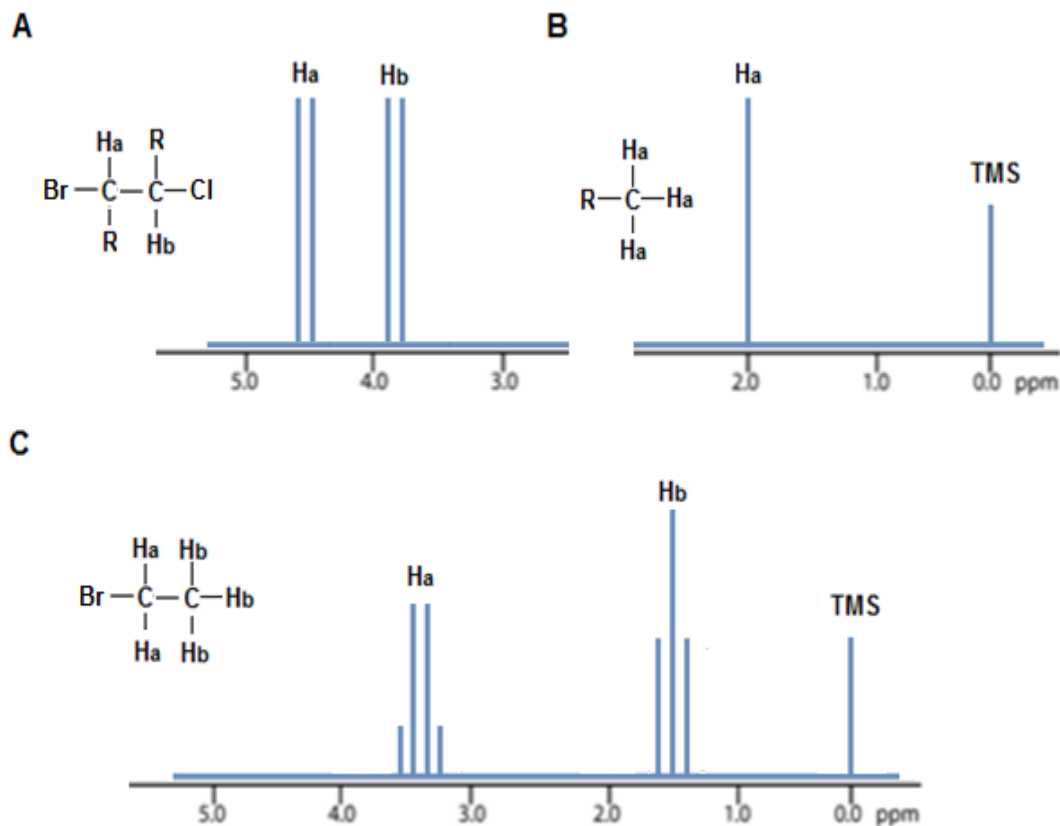 A
Ha Hb
Ha R
Br C C Cl
R Hb
5.0 4.0 3.0
B
Ha
TMS
Ha
R C Ha
Ha
2.0 1.0 0.0 ppm
C
Hb
Ha
TMS
Ha Hb
Br C C Hb
Ha Hb
5.0 4.0 3.0 2.0 1.0 0.0 ppm